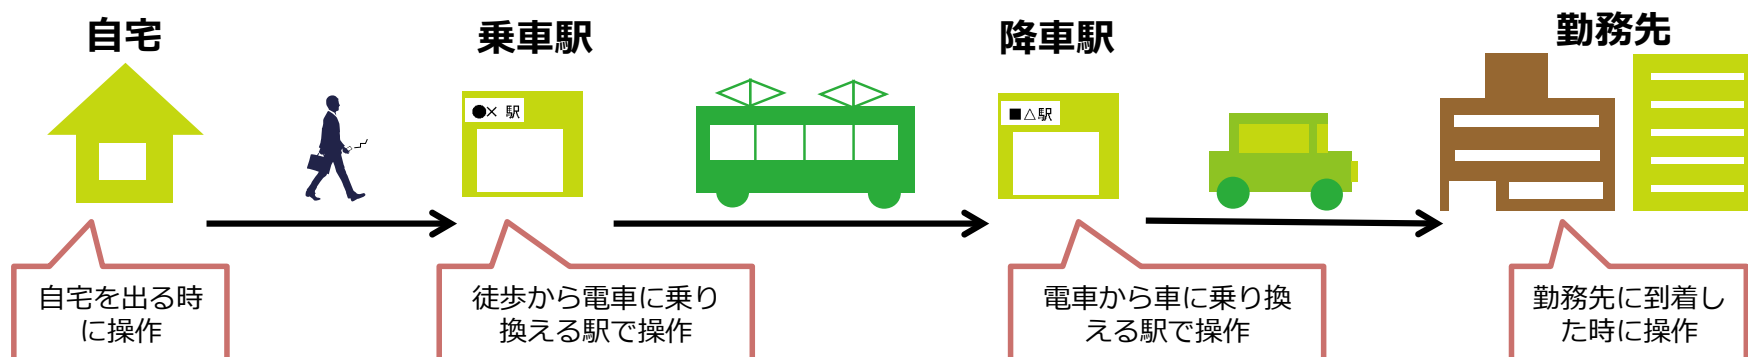 自宅
乗車駅
降車駅
勤務先
●× 駅
■△駅
自宅を出る時
に操作
徒歩から電車に乗り
換える駅で操作
電車から車に乗り換
える駅で操作
勤務先に到着し
た時に操作